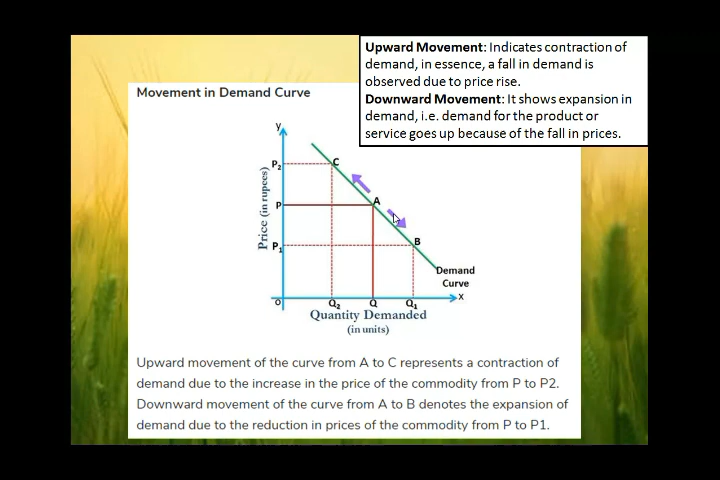 Upward Movement: Indicates contraction of
demand, in essence, a fall in demand is
observed due to price rise.
Downward Movement: It shows expansion in
demand, i.e. demand for the product or
service goes up because of the fall in prices.
Movement in Demand Curve
y
P2
C
P
A
P1
B
Price (in rupees)
Demand
Curve
O
Q2
Q
Q1
x
Quantity Demanded
(in units)
Upward movement of the curve from A to C represents a contraction of
demand due to the increase in the price of the commodity from P to P2.
Downward movement of the curve from A to B denotes the expansion of
demand due to the reduction in prices of the commodity from P to P1.